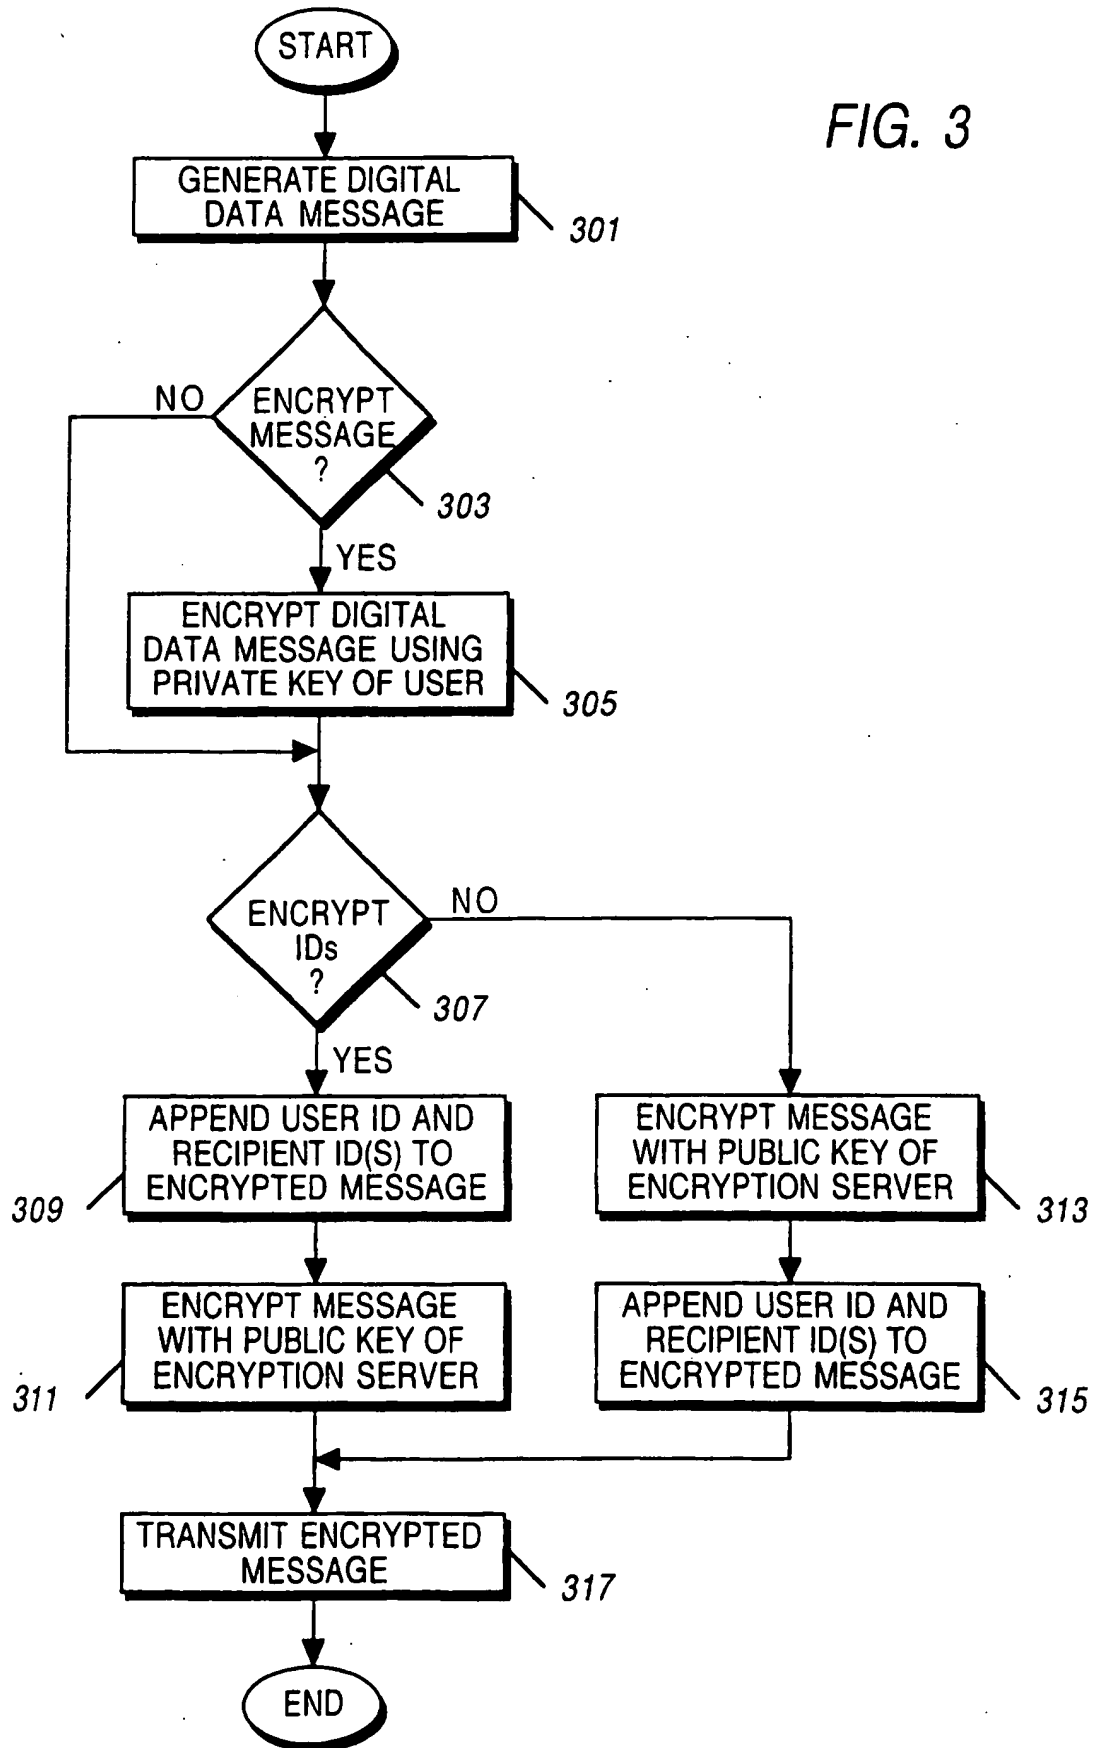 START
FIG. 3
GENERATE DIGITAL
DATA MESSAGE
301
NO
ENCRYPT
MESSAGE
?
303
YES
ENCRYPT DIGITAL
DATA MESSAGE USING
PRIVATE KEY OF USER
305
ENCRYPT
IDs
?
NO
307
YES
APPEND USER ID AND
RECIPIENT ID(S) TO
ENCRYPTED MESSAGE
309
ENCRYPT MESSAGE
WITH PUBLIC KEY OF
ENCRYPTION SERVER
313
ENCRYPT MESSAGE
WITH PUBLIC KEY OF
ENCRYPTION SERVER
311
APPEND USER ID AND
RECIPIENT ID(S) TO
ENCRYPTED MESSAGE
315
TRANSMIT ENCRYPTED
MESSAGE
317
END